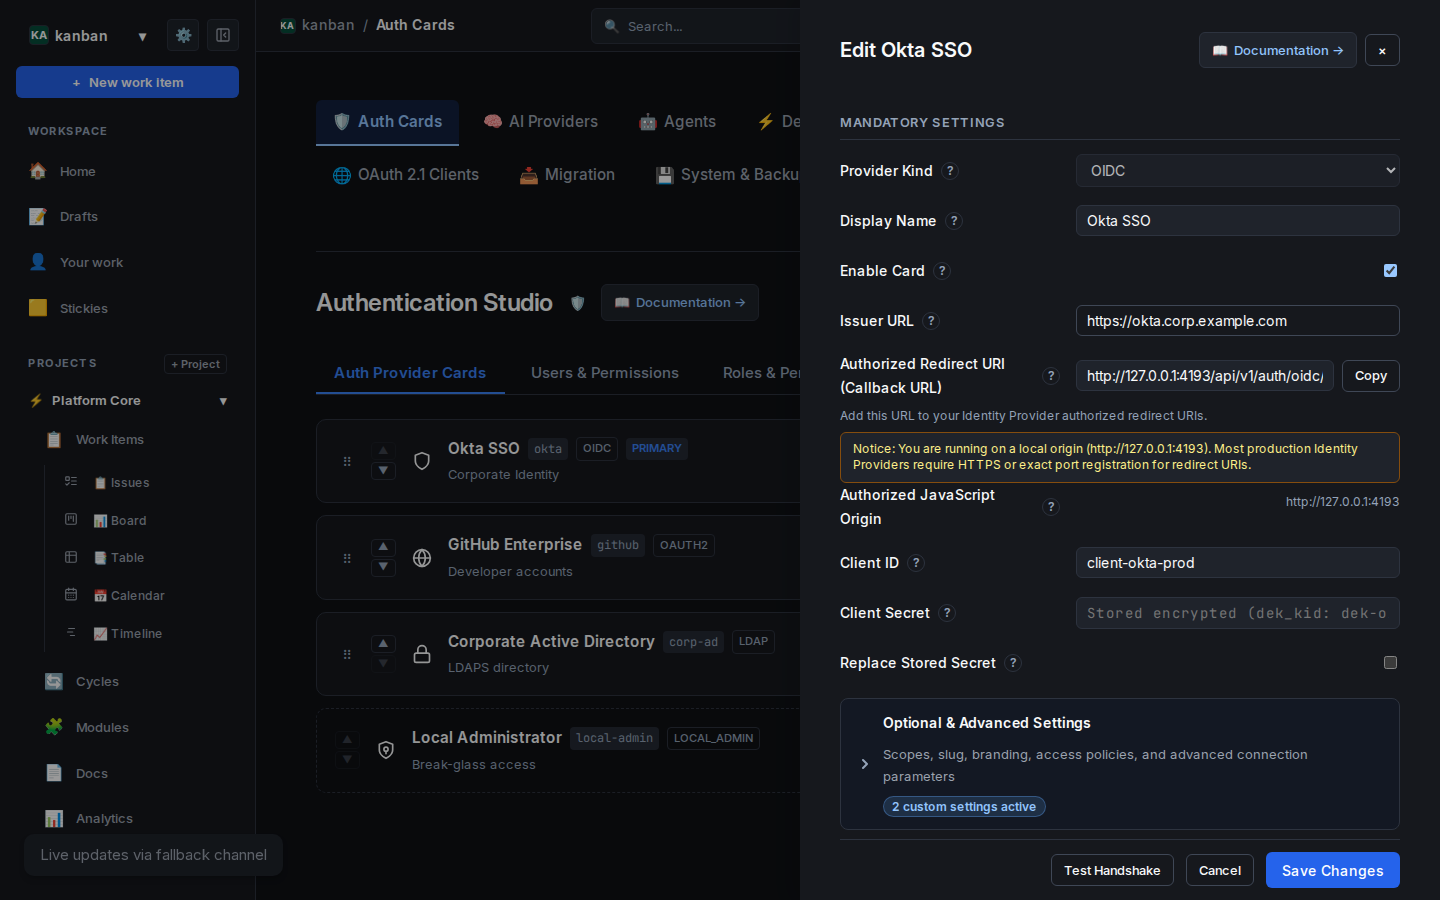 KA kanban
+ New work item
WORKSPACE
Home
Drafts
Your work
Stickies
PROJECTS
+ Project
Platform Core
Work Items
Issues
Board
Table
Calendar
Timeline
Cycles
Modules
Docs
Analytics
Live updates via fallback channel
KA kanban / Auth Cards
Search...
Auth Cards
AI Providers
Agents
OAuth 2.1 Clients
Migration
Authentication Studio
Documentation →
Auth Provider Cards
Users & Permissions
Okta SSO okta OIDC PRIMARY
Corporate Identity
GitHub Enterprise github OAUTH2
Developer accounts
Corporate Active Directory corp-ad LDAP
LDAPS directory
Local Administrator local-admin LOCAL_ADMIN
Break-glass access
Edit Okta SSO
Documentation →
×
MANDATORY SETTINGS
Provider Kind ?
OIDC
Display Name ?
Okta SSO
Enable Card ?
Issuer URL ?
https://okta.corp.example.com
Authorized Redirect URI
(Callback URL) ?
http://127.0.0.1:4193/api/v1/auth/oidc/
Copy
Add this URL to your Identity Provider authorized redirect URIs.
Notice: You are running on a local origin (http://127.0.0.1:4193). Most production Identity
Providers require HTTPS or exact port registration for redirect URIs.
Authorized JavaScript
Origin ?
http://127.0.0.1:4193
Client ID ?
client-okta-prod
Client Secret ?
Stored encrypted (dek_kid: dek-o
Replace Stored Secret ?
Optional & Advanced Settings
Scopes, slug, branding, access policies, and advanced connection
parameters
2 custom settings active
Test Handshake
Cancel
Save Changes